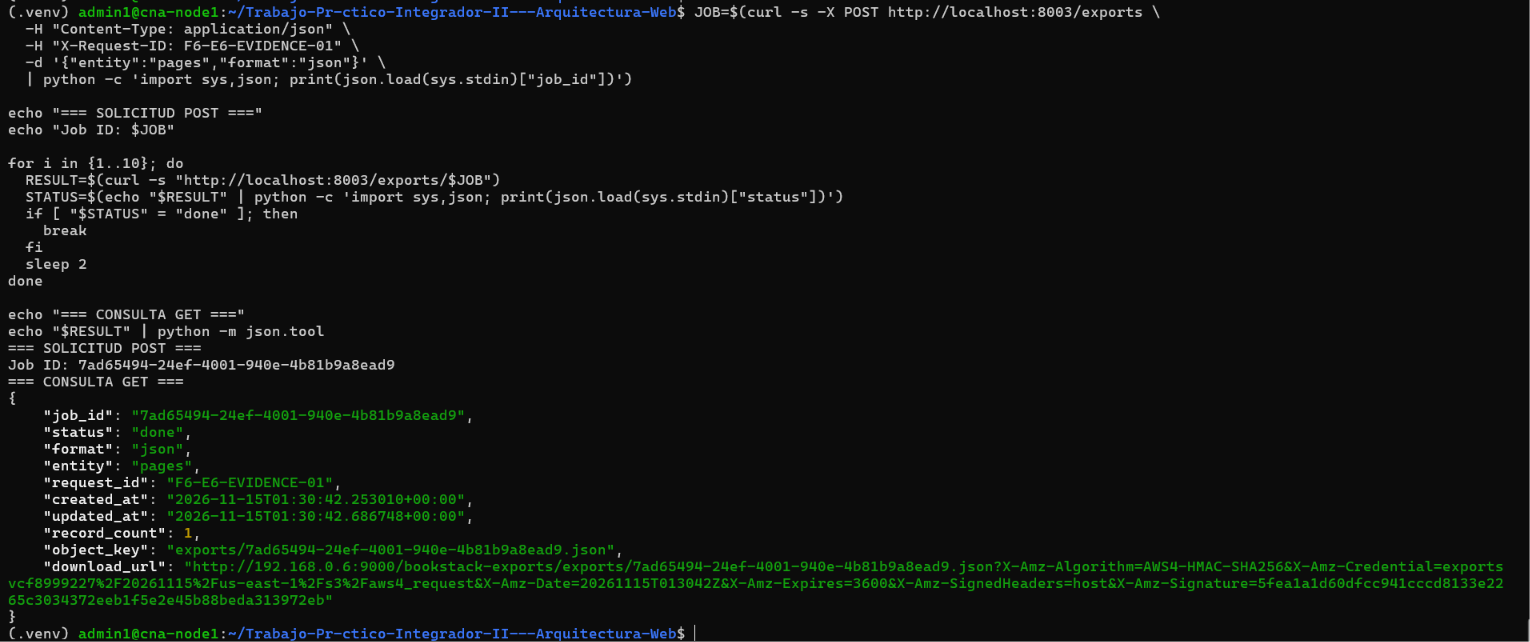 (.venv) admin1@cna-node1:~/Trabajo-Pr-ctico-Integrador-II---Arquitectura-Web$ JOB=$(curl -s -X POST http://localhost:8003/exports \
  -H "Content-Type: application/json" \
  -H "X-Request-ID: F6-E6-EVIDENCE-01" \
  -d '{"entity":"pages","format":"json"}' \
  | python -c 'import sys,json; print(json.load(sys.stdin)["job_id"])')

echo "=== SOLICITUD POST ==="
echo "Job ID: $JOB"

for i in {1..10}; do
  RESULT=$(curl -s "http://localhost:8003/exports/$JOB")
  STATUS=$(echo "$RESULT" | python -c 'import sys,json; print(json.load(sys.stdin)["status"])')
  if [ "$STATUS" = "done" ]; then
    break
  fi
  sleep 2
done

echo "=== CONSULTA GET ==="
echo "$RESULT" | python -m json.tool
=== SOLICITUD POST ===
Job ID: 7ad65494-24ef-4001-940e-4b81b9a8ead9
=== CONSULTA GET ===
{
    "job_id": "7ad65494-24ef-4001-940e-4b81b9a8ead9",
    "status": "done",
    "format": "json",
    "entity": "pages",
    "request_id": "F6-E6-EVIDENCE-01",
    "created_at": "2026-11-15T01:30:42.253010+00:00",
    "updated_at": "2026-11-15T01:30:42.686748+00:00",
    "record_count": 1,
    "object_key": "exports/7ad65494-24ef-4001-940e-4b81b9a8ead9.json",
    "download_url": "http://192.168.0.6:9000/bookstack-exports/exports/7ad65494-24ef-4001-940e-4b81b9a8ead9.json?X-Amz-Algorithm=AWS4-HMAC-SHA256&X-Amz-Credential=exports
vcf8999227%2F20261115%2Fus-east-1%2Fs3%2Faws4_request&X-Amz-Date=20261115T013042Z&X-Amz-Expires=3600&X-Amz-SignedHeaders=host&X-Amz-Signature=5fea1a1d60dfcc941cccd8133e22
65c3034372eeb1f5e2e45b88beda313972eb"
}
(.venv) admin1@cna-node1:~/Trabajo-Pr-ctico-Integrador-II---Arquitectura-Web$